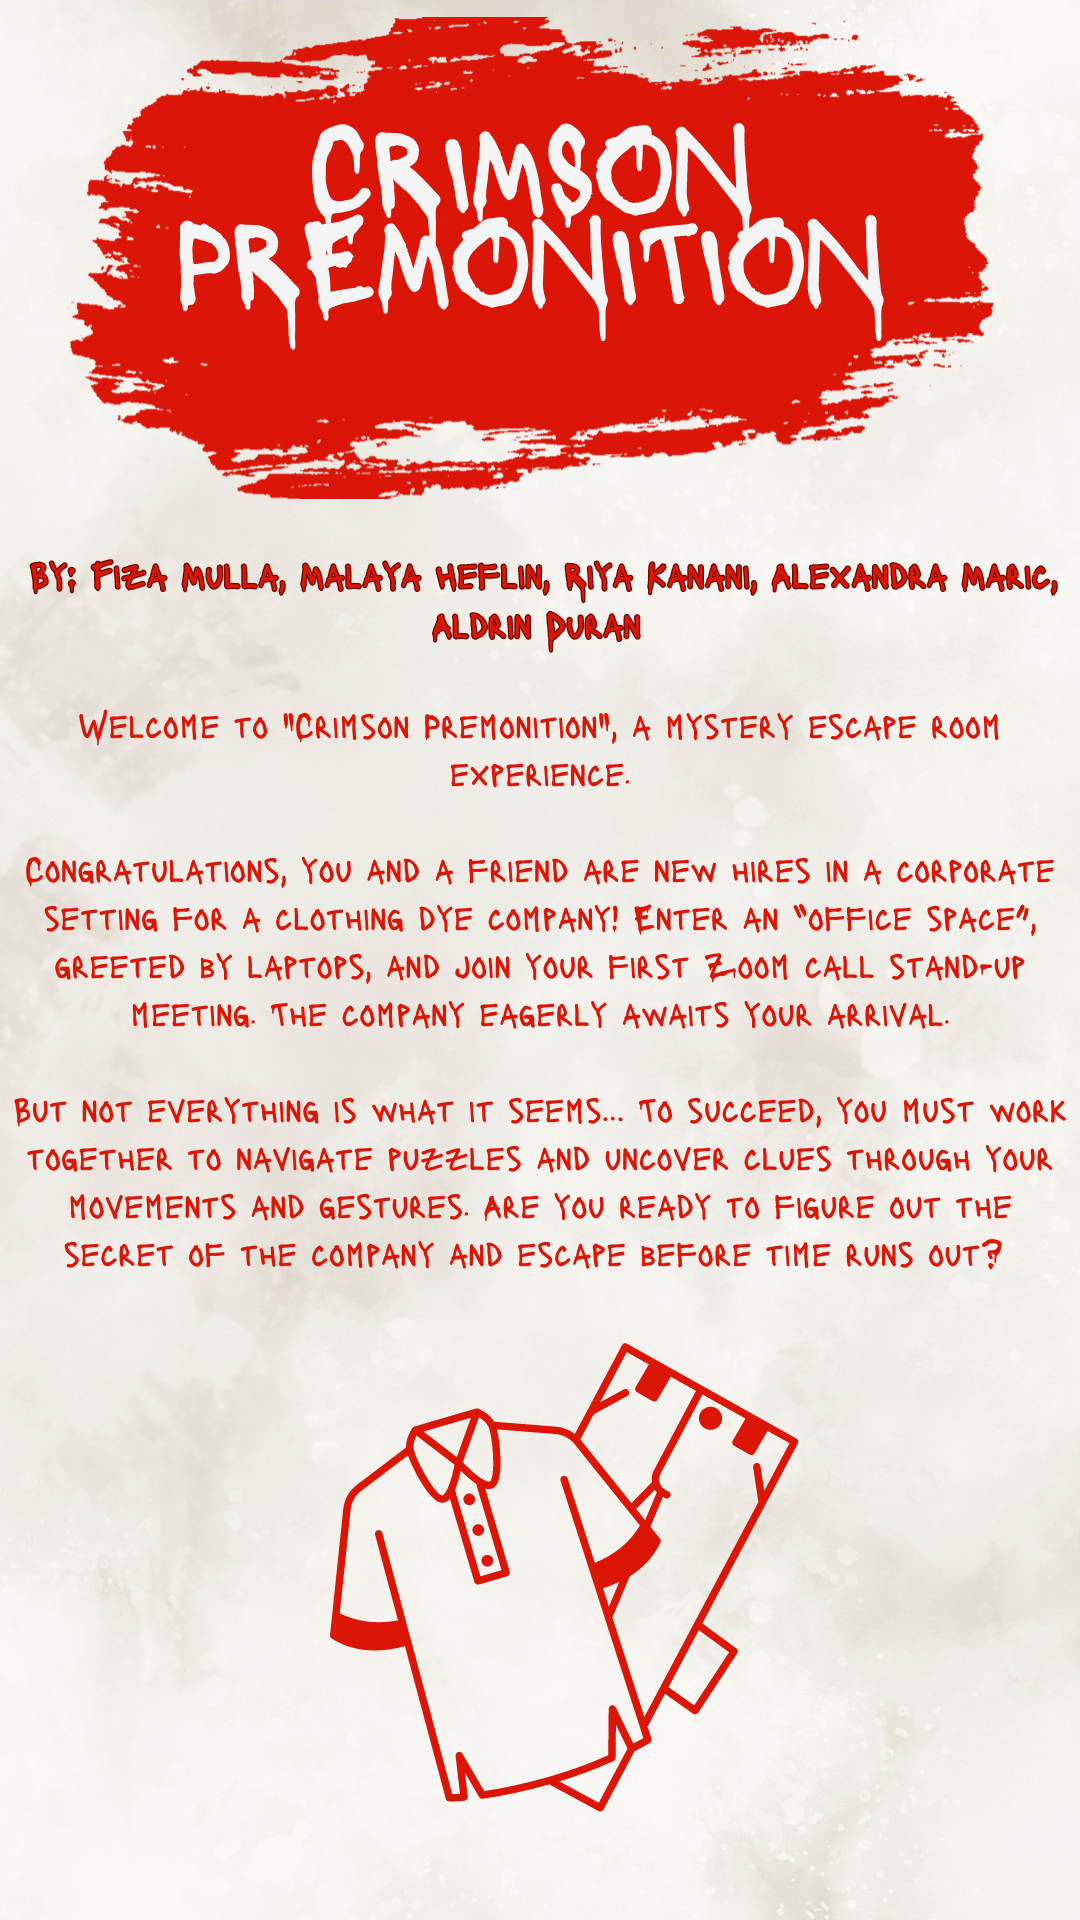 CRIMSON
PREMONITION
BY: FIZA MULLA, MALAYA HEFLIN, RIYA KANANI, ALEXANDRA MARIC,
ALDRIN DURAN
WELCOME TO "CRIMSON PREMONITION", A MYSTERY ESCAPE ROOM
EXPERIENCE.
CONGRATULATIONS, YOU AND A FRIEND ARE NEW HIRES IN A CORPORATE
SETTING FOR A CLOTHING DYE COMPANY! ENTER AN “OFFICE SPACE”,
GREETED BY LAPTOPS, AND JOIN YOUR FIRST ZOOM CALL STAND-UP
MEETING. THE COMPANY EAGERLY AWAITS YOUR ARRIVAL.
BUT NOT EVERYTHING IS WHAT IT SEEMS... TO SUCCEED, YOU MUST WORK
TOGETHER TO NAVIGATE PUZZLES AND UNCOVER CLUES THROUGH YOUR
MOVEMENTS AND GESTURES. ARE YOU READY TO FIGURE OUT THE
SECRET OF THE COMPANY AND ESCAPE BEFORE TIME RUNS OUT?